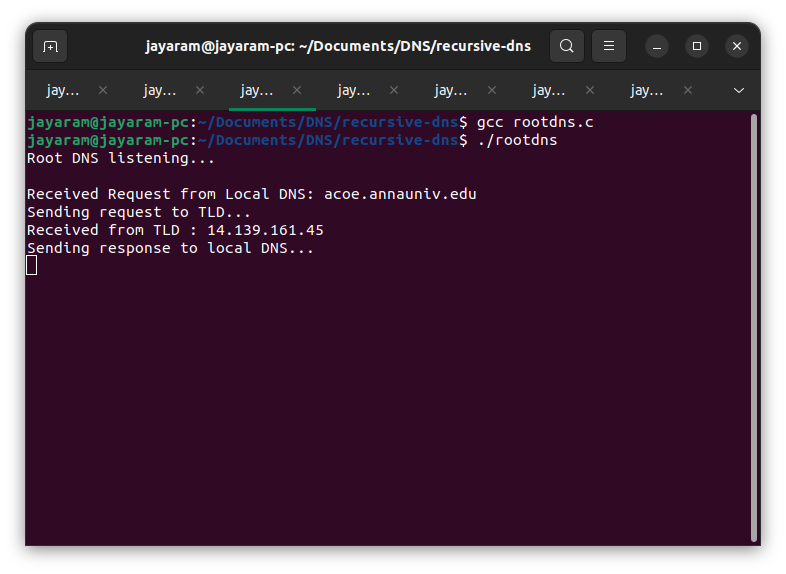 jayaram@jayaram-pc: ~/Documents/DNS/recursive-dns
jay... jay... jay... jay... jay... jay... jay...
jayaram@jayaram-pc:~/Documents/DNS/recursive-dns$ gcc rootdns.c
jayaram@jayaram-pc:~/Documents/DNS/recursive-dns$ ./rootdns
Root DNS listening...
Received Request from Local DNS: acoe.annauniv.edu
Sending request to TLD...
Received from TLD : 14.139.161.45
Sending response to local DNS...